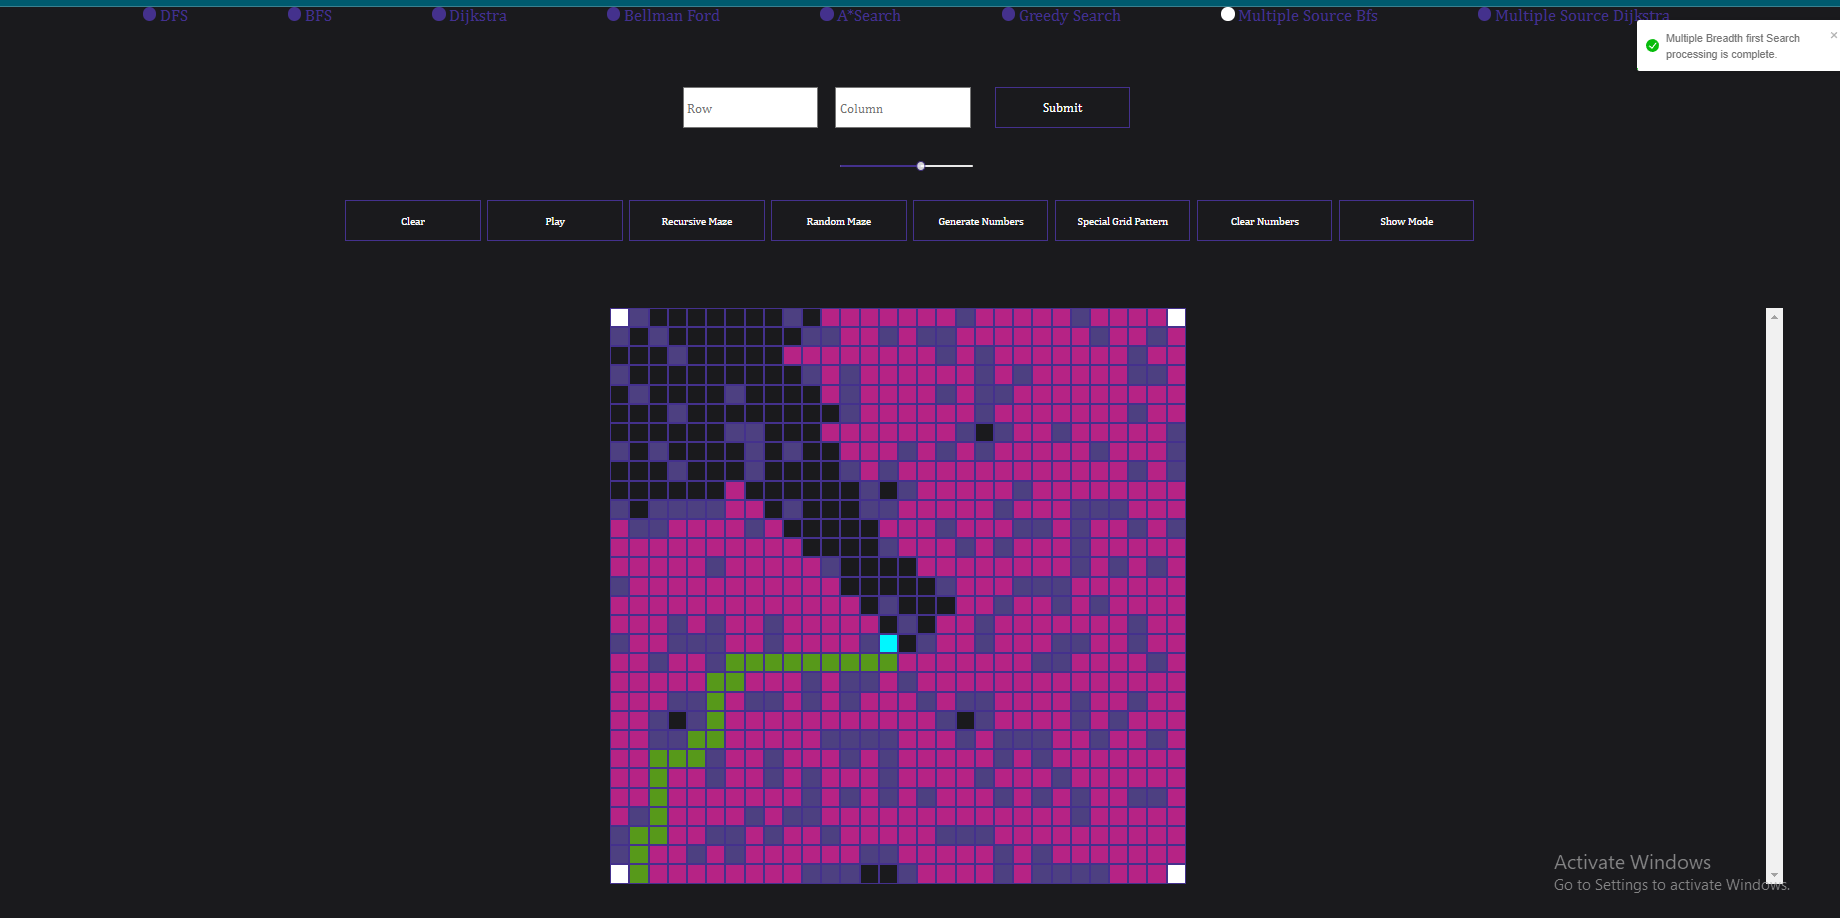 DFS
BFS
Dijkstra
Bellman Ford
A*Search
Greedy Search
Multiple Source Bfs
Multiple Source Dijkstra
Multiple Breadth first Search
processing is complete.
×
Row
Column
Submit
Clear
Play
Recursive Maze
Random Maze
Generate Numbers
Special Grid Pattern
Clear Numbers
Show Mode
Activate Windows
Go to Settings to activate Windows.